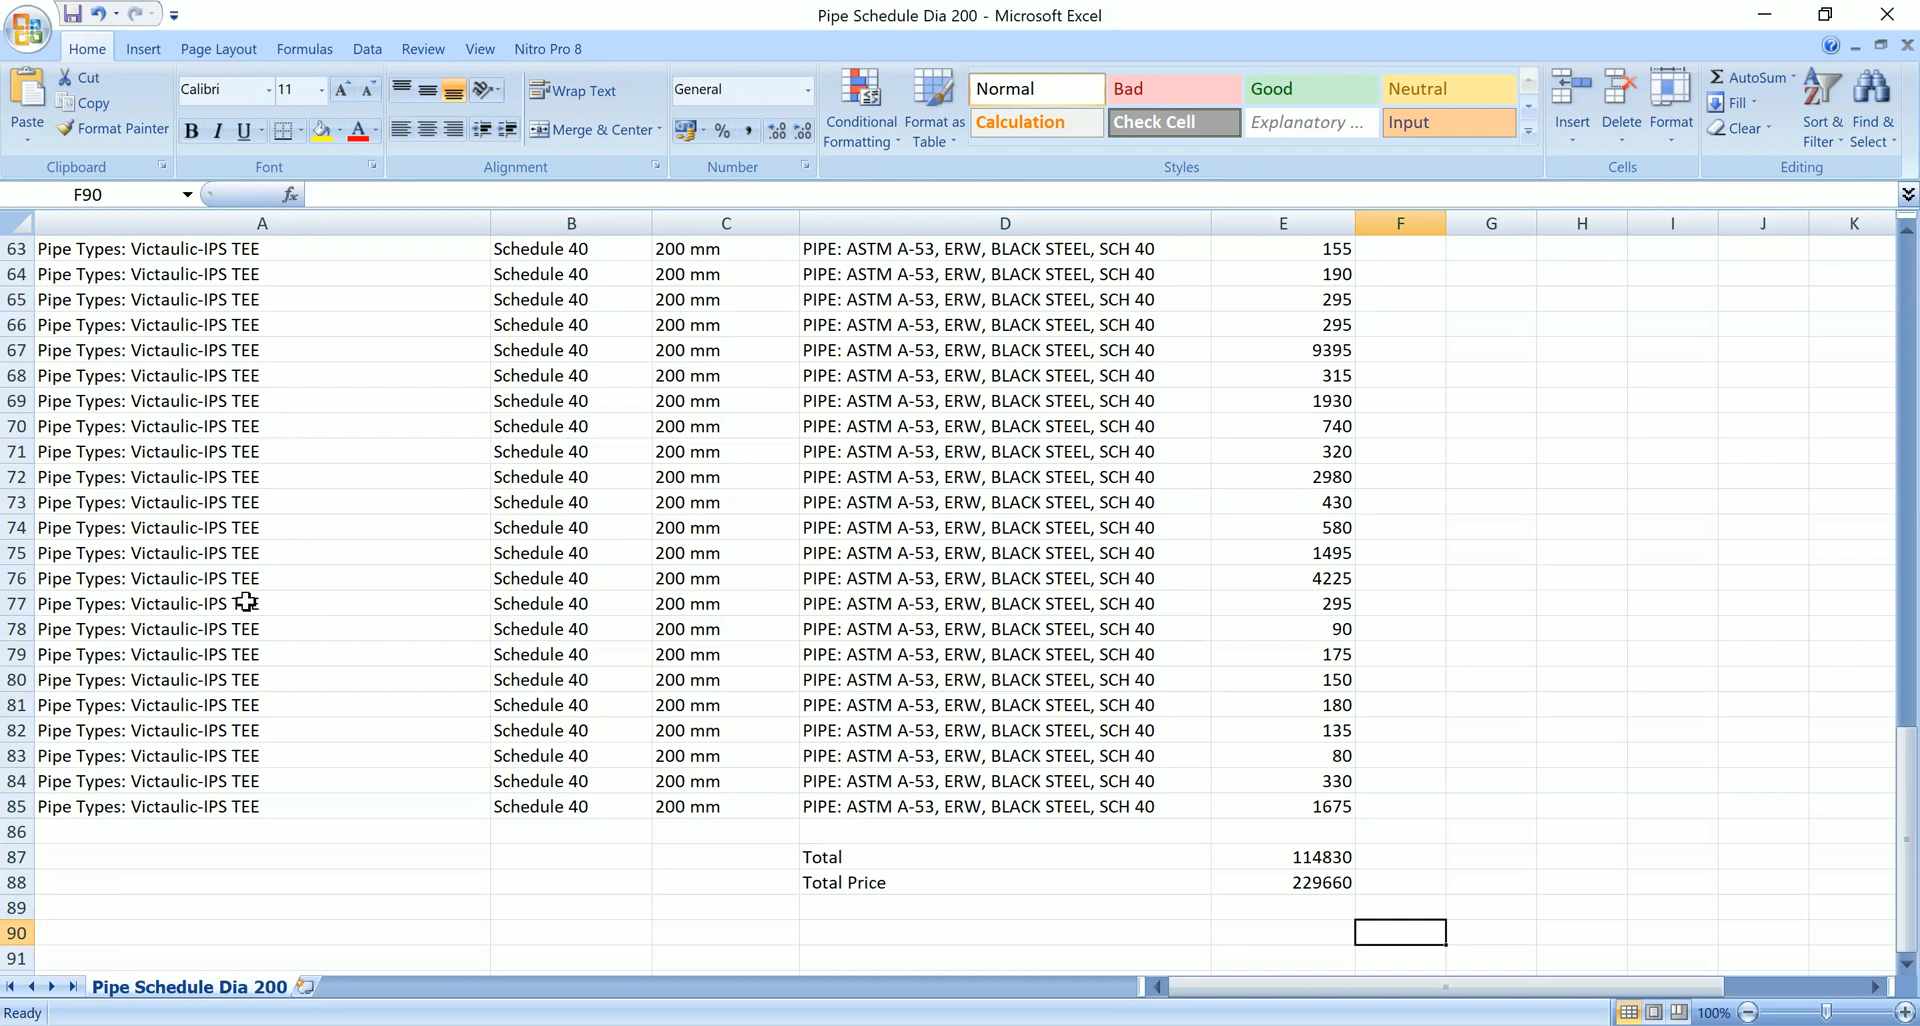 Pipe Schedule Dia 200 - Microsoft Excel
Home Insert Page Layout Formulas Data Review View Nitro Pro 8
Paste Cut Copy Format Painter
Clipboard
Calibri 11
B I U A
Font
Wrap Text
Merge & Center
Alignment
General
% ,
Number
Conditional Formatting
Format as Table
Normal Bad Good Neutral
Calculation Check Cell Explanatory ... Input
Styles
Insert Delete Format
Cells
Σ AutoSum
Fill
Clear
Sort & Filter
Find & Select
Editing
F90 fx
A B C D E F G H I J K
63 Pipe Types: Victaulic-IPS TEE Schedule 40 200 mm PIPE: ASTM A-53, ERW, BLACK STEEL, SCH 40 155
64 Pipe Types: Victaulic-IPS TEE Schedule 40 200 mm PIPE: ASTM A-53, ERW, BLACK STEEL, SCH 40 190
65 Pipe Types: Victaulic-IPS TEE Schedule 40 200 mm PIPE: ASTM A-53, ERW, BLACK STEEL, SCH 40 295
66 Pipe Types: Victaulic-IPS TEE Schedule 40 200 mm PIPE: ASTM A-53, ERW, BLACK STEEL, SCH 40 295
67 Pipe Types: Victaulic-IPS TEE Schedule 40 200 mm PIPE: ASTM A-53, ERW, BLACK STEEL, SCH 40 9395
68 Pipe Types: Victaulic-IPS TEE Schedule 40 200 mm PIPE: ASTM A-53, ERW, BLACK STEEL, SCH 40 315
69 Pipe Types: Victaulic-IPS TEE Schedule 40 200 mm PIPE: ASTM A-53, ERW, BLACK STEEL, SCH 40 1930
70 Pipe Types: Victaulic-IPS TEE Schedule 40 200 mm PIPE: ASTM A-53, ERW, BLACK STEEL, SCH 40 740
71 Pipe Types: Victaulic-IPS TEE Schedule 40 200 mm PIPE: ASTM A-53, ERW, BLACK STEEL, SCH 40 320
72 Pipe Types: Victaulic-IPS TEE Schedule 40 200 mm PIPE: ASTM A-53, ERW, BLACK STEEL, SCH 40 2980
73 Pipe Types: Victaulic-IPS TEE Schedule 40 200 mm PIPE: ASTM A-53, ERW, BLACK STEEL, SCH 40 430
74 Pipe Types: Victaulic-IPS TEE Schedule 40 200 mm PIPE: ASTM A-53, ERW, BLACK STEEL, SCH 40 580
75 Pipe Types: Victaulic-IPS TEE Schedule 40 200 mm PIPE: ASTM A-53, ERW, BLACK STEEL, SCH 40 1495
76 Pipe Types: Victaulic-IPS TEE Schedule 40 200 mm PIPE: ASTM A-53, ERW, BLACK STEEL, SCH 40 4225
77 Pipe Types: Victaulic-IPS TEE Schedule 40 200 mm PIPE: ASTM A-53, ERW, BLACK STEEL, SCH 40 295
78 Pipe Types: Victaulic-IPS TEE Schedule 40 200 mm PIPE: ASTM A-53, ERW, BLACK STEEL, SCH 40 90
79 Pipe Types: Victaulic-IPS TEE Schedule 40 200 mm PIPE: ASTM A-53, ERW, BLACK STEEL, SCH 40 175
80 Pipe Types: Victaulic-IPS TEE Schedule 40 200 mm PIPE: ASTM A-53, ERW, BLACK STEEL, SCH 40 150
81 Pipe Types: Victaulic-IPS TEE Schedule 40 200 mm PIPE: ASTM A-53, ERW, BLACK STEEL, SCH 40 180
82 Pipe Types: Victaulic-IPS TEE Schedule 40 200 mm PIPE: ASTM A-53, ERW, BLACK STEEL, SCH 40 135
83 Pipe Types: Victaulic-IPS TEE Schedule 40 200 mm PIPE: ASTM A-53, ERW, BLACK STEEL, SCH 40 80
84 Pipe Types: Victaulic-IPS TEE Schedule 40 200 mm PIPE: ASTM A-53, ERW, BLACK STEEL, SCH 40 330
85 Pipe Types: Victaulic-IPS TEE Schedule 40 200 mm PIPE: ASTM A-53, ERW, BLACK STEEL, SCH 40 1675
86
87 Total 114830
88 Total Price 229660
89
90
91
Pipe Schedule Dia 200
Ready 100%